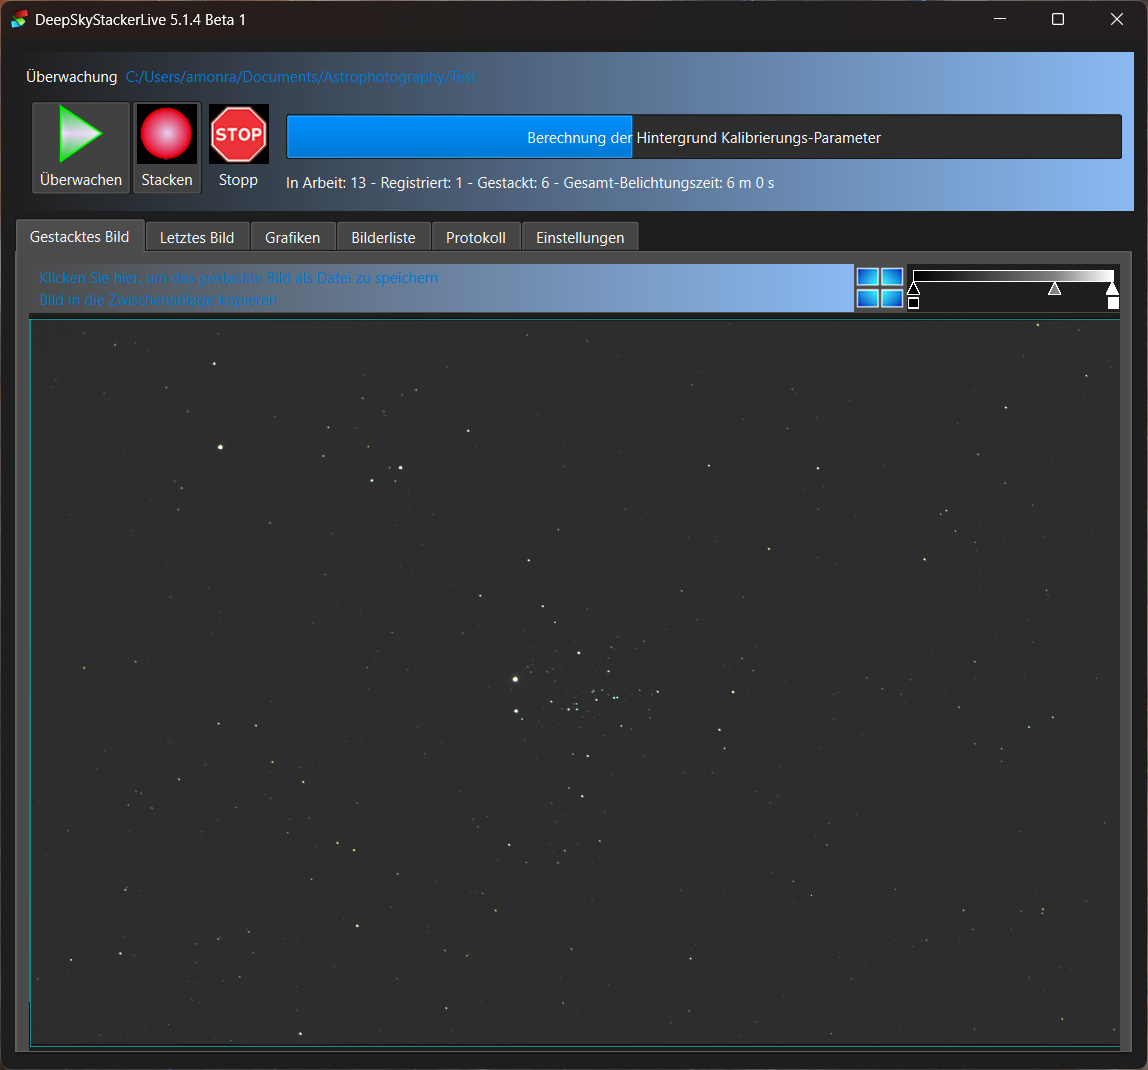 DeepSkyStackerLive 5.1.4 Beta 1
Überwachung C:/Users/amonra/Documents/Astrophotography/Test
STOP
Berechnung der Hintergrund Kalibrierungs-Parameter
Überwachen Stacken Stopp
In Arbeit: 13 - Registriert: 1 - Gestackt: 6 - Gesamt-Belichtungszeit: 6 m 0 s
Gestacktes Bild Letztes Bild Grafiken Bilderliste Protokoll Einstellungen
Klicken Sie hier, um das gestackte Bild als Datei zu speichern
Bild in die Zwischenablage kopieren